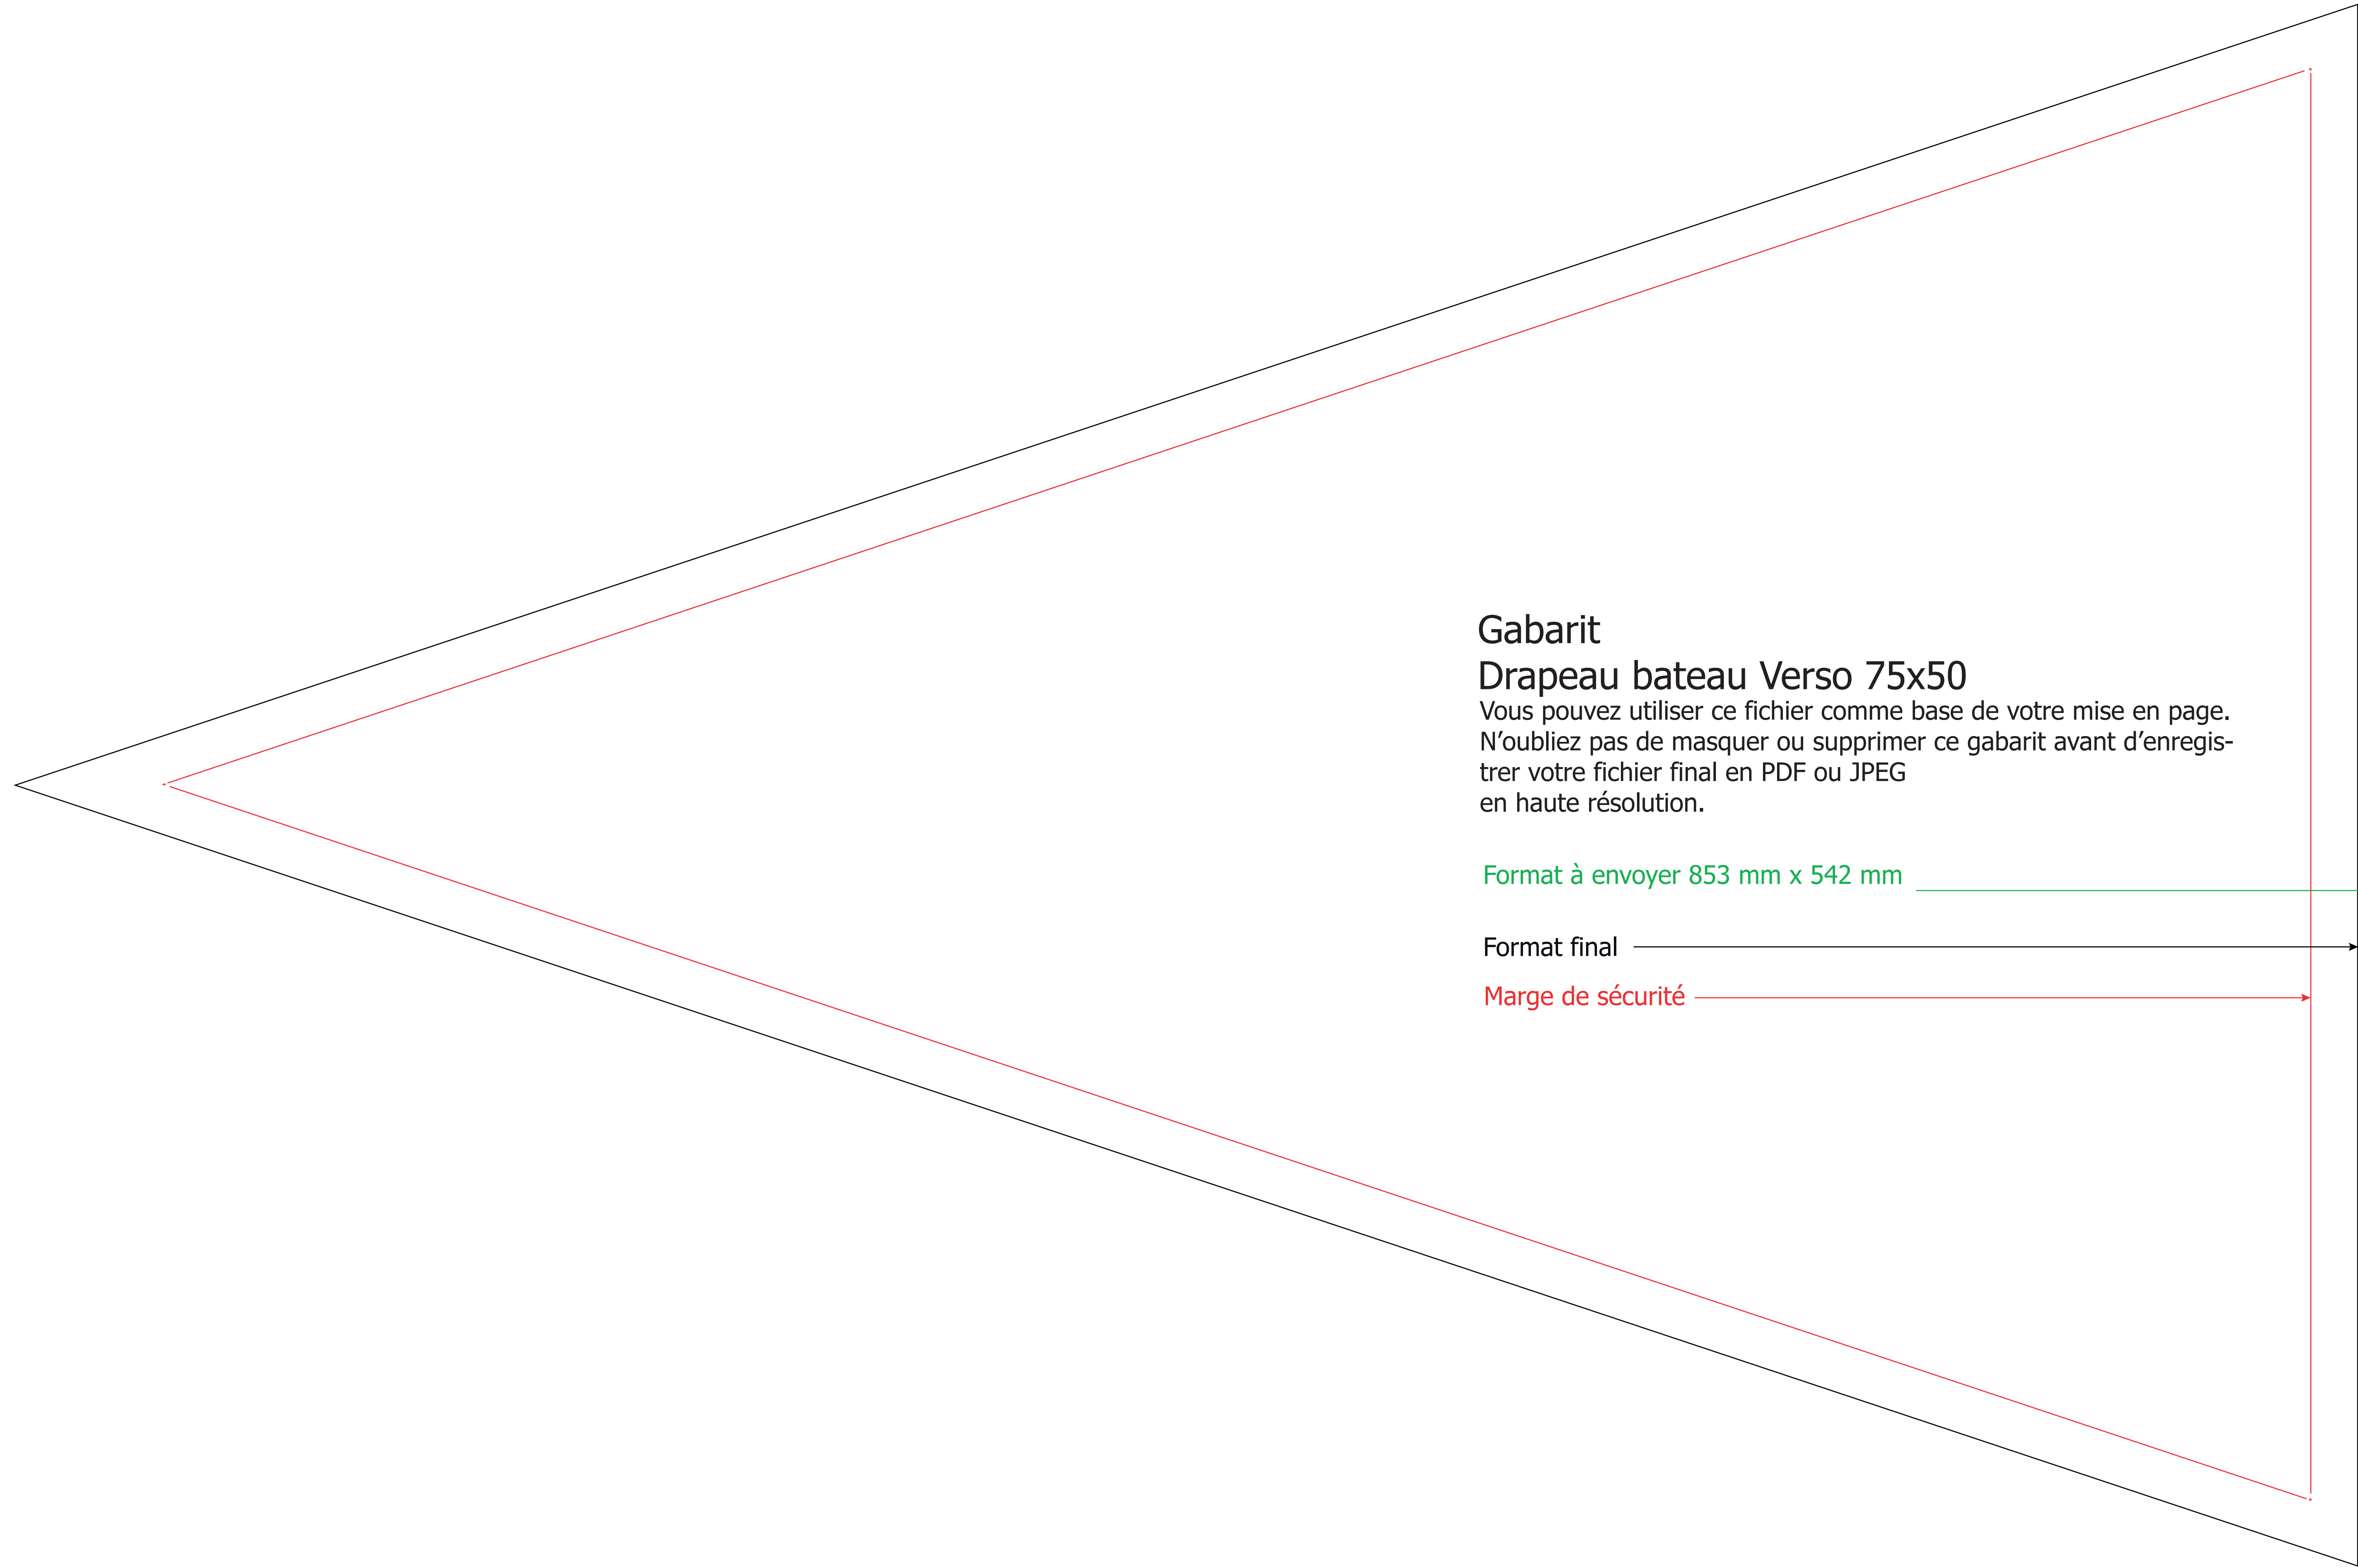 Gabarit
Drapeau bateau Verso 75x50
Vous pouvez utiliser ce fichier comme base de votre mise en page.
N’oubliez pas de masquer ou supprimer ce gabarit avant d’enregis-
trer votre fichier final en PDF ou JPEG
en haute résolution.
Format à envoyer 853 mm x 542 mm
Format final
Marge de sécurité